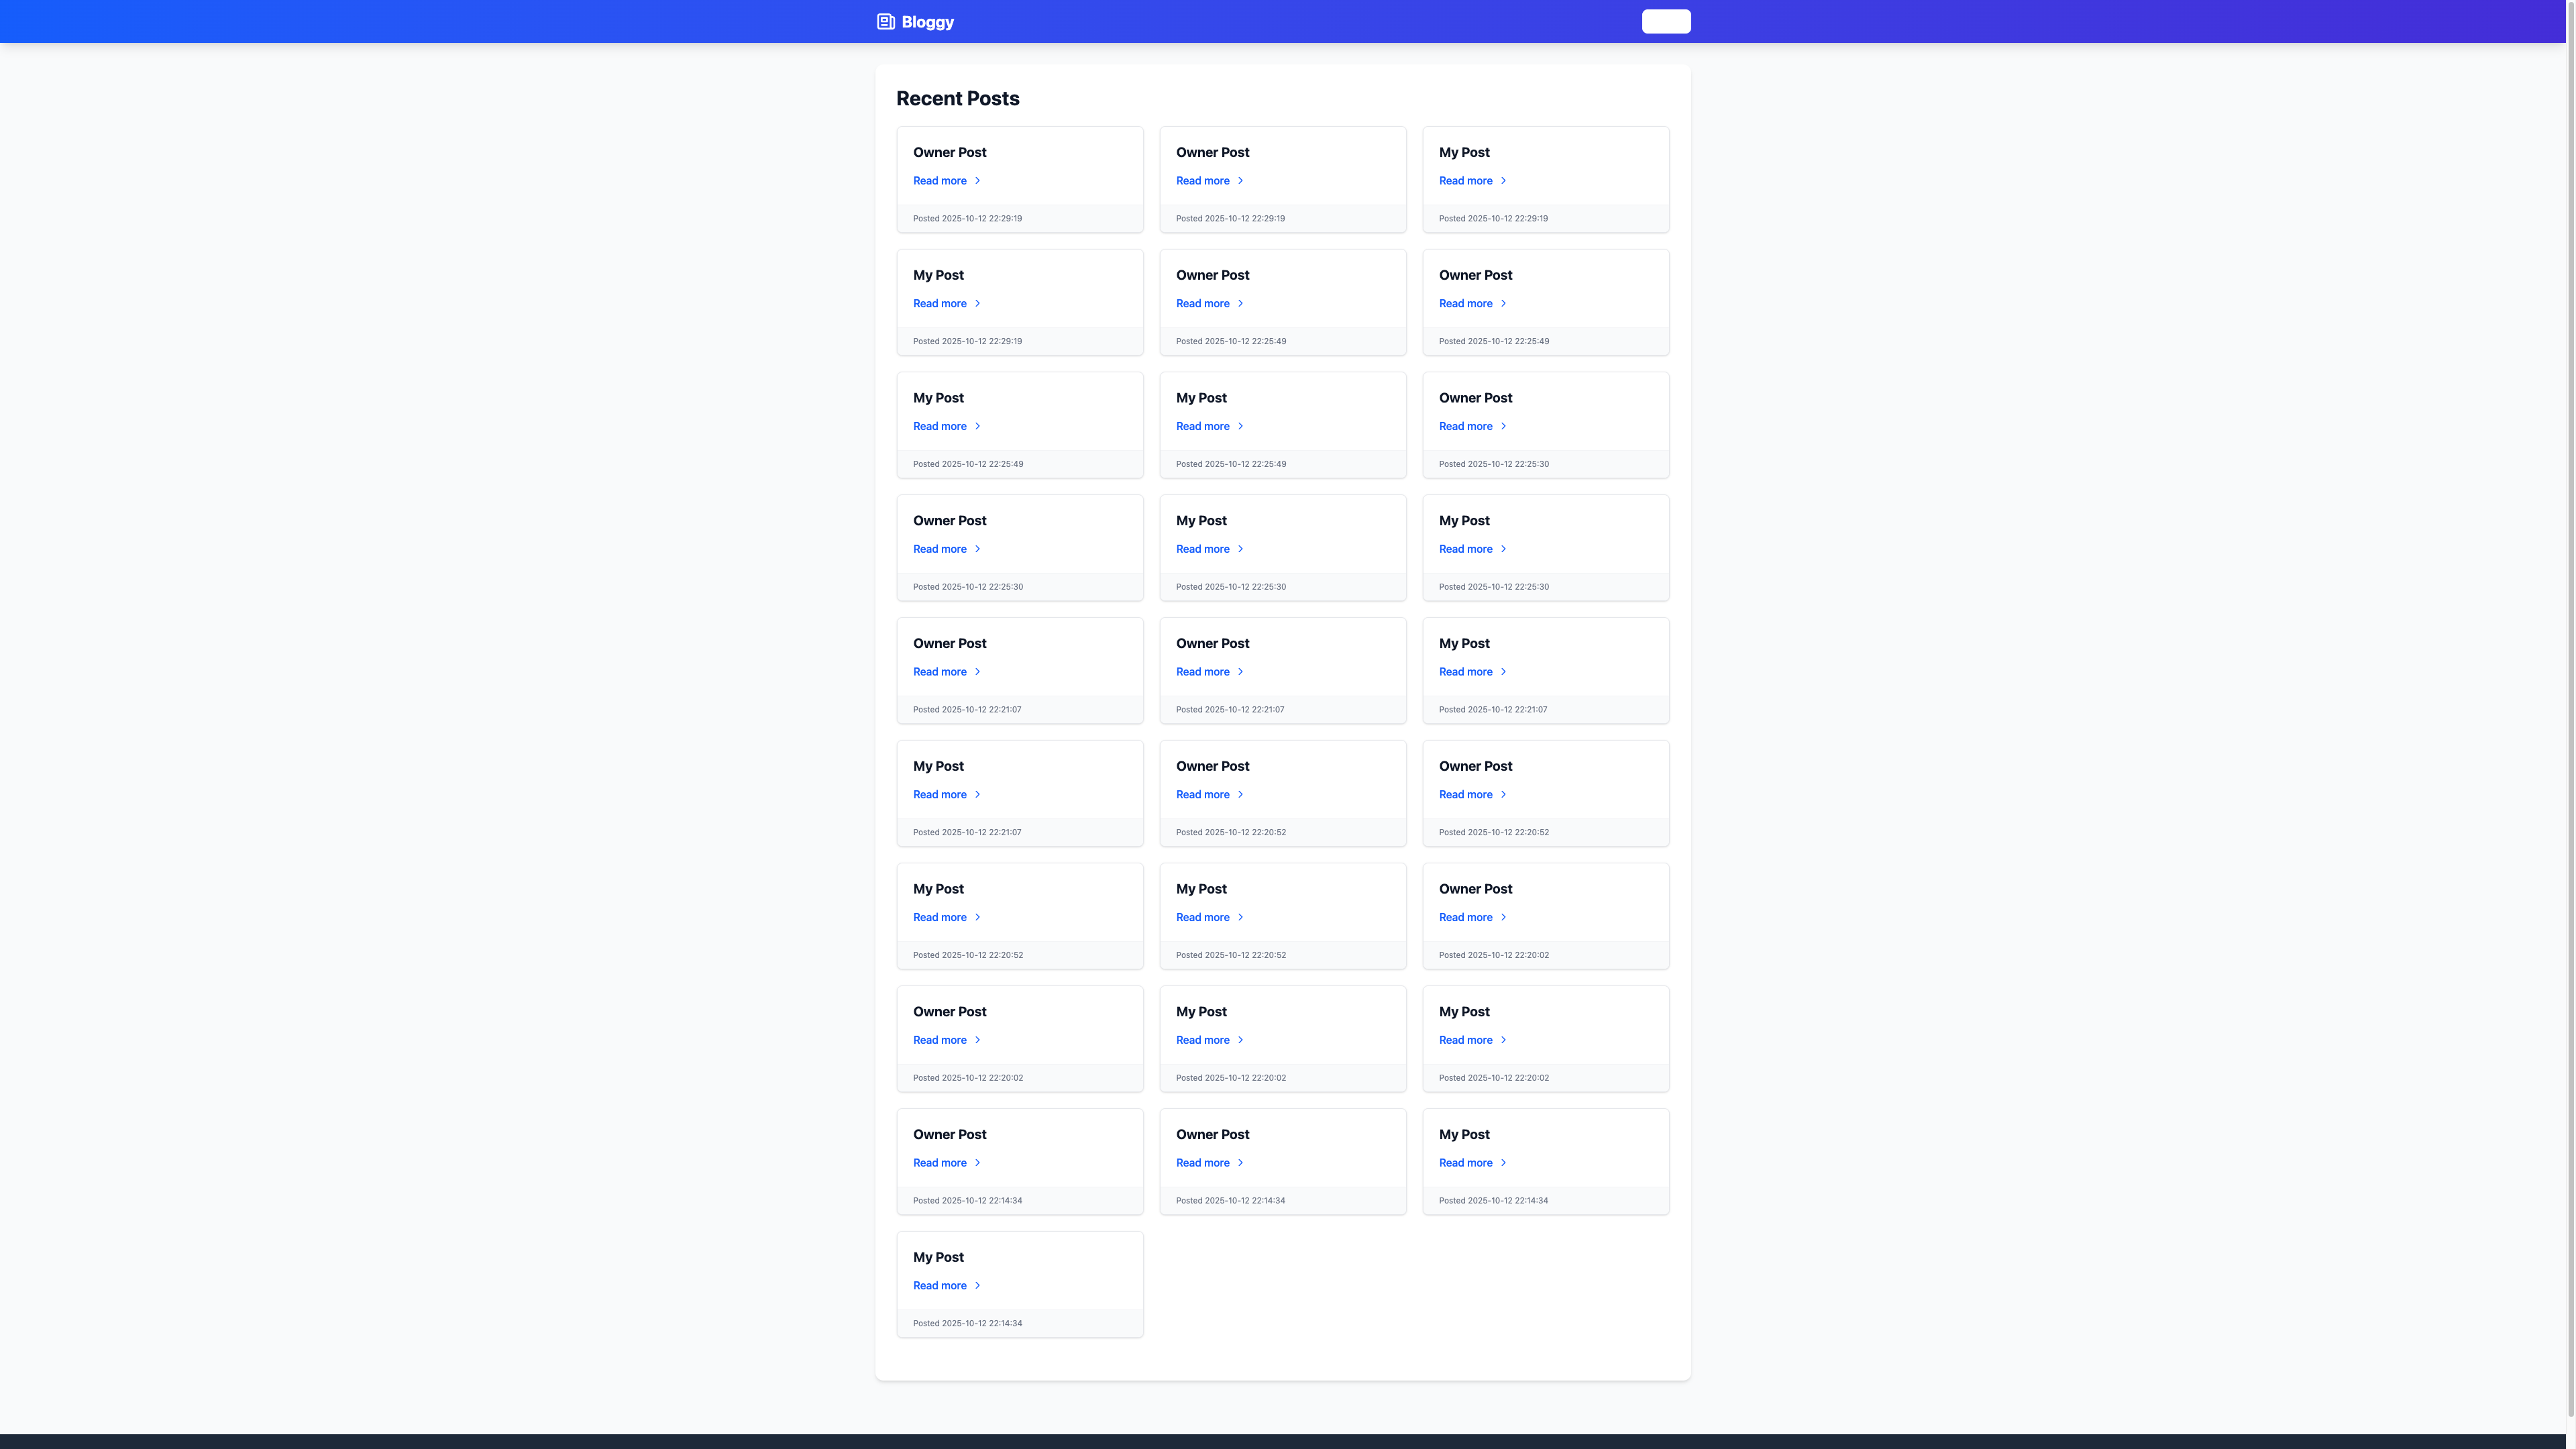 Bloggy
Recent Posts
Owner Post
Read more
Posted 2025-10-12 22:29:19
Owner Post
Read more
Posted 2025-10-12 22:29:19
My Post
Read more
Posted 2025-10-12 22:29:19
My Post
Read more
Posted 2025-10-12 22:29:19
Owner Post
Read more
Posted 2025-10-12 22:25:49
Owner Post
Read more
Posted 2025-10-12 22:25:49
My Post
Read more
Posted 2025-10-12 22:25:49
My Post
Read more
Posted 2025-10-12 22:25:49
Owner Post
Read more
Posted 2025-10-12 22:25:30
Owner Post
Read more
Posted 2025-10-12 22:25:30
My Post
Read more
Posted 2025-10-12 22:25:30
My Post
Read more
Posted 2025-10-12 22:25:30
Owner Post
Read more
Posted 2025-10-12 22:21:07
Owner Post
Read more
Posted 2025-10-12 22:21:07
My Post
Read more
Posted 2025-10-12 22:21:07
My Post
Read more
Posted 2025-10-12 22:21:07
Owner Post
Read more
Posted 2025-10-12 22:20:52
Owner Post
Read more
Posted 2025-10-12 22:20:52
My Post
Read more
Posted 2025-10-12 22:20:52
My Post
Read more
Posted 2025-10-12 22:20:52
Owner Post
Read more
Posted 2025-10-12 22:20:02
Owner Post
Read more
Posted 2025-10-12 22:20:02
My Post
Read more
Posted 2025-10-12 22:20:02
My Post
Read more
Posted 2025-10-12 22:20:02
Owner Post
Read more
Posted 2025-10-12 22:14:34
Owner Post
Read more
Posted 2025-10-12 22:14:34
My Post
Read more
Posted 2025-10-12 22:14:34
My Post
Read more
Posted 2025-10-12 22:14:34